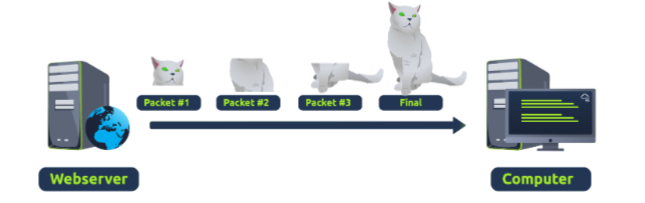 Packet #1
Packet #2
Packet #3
Final
Webserver
Computer